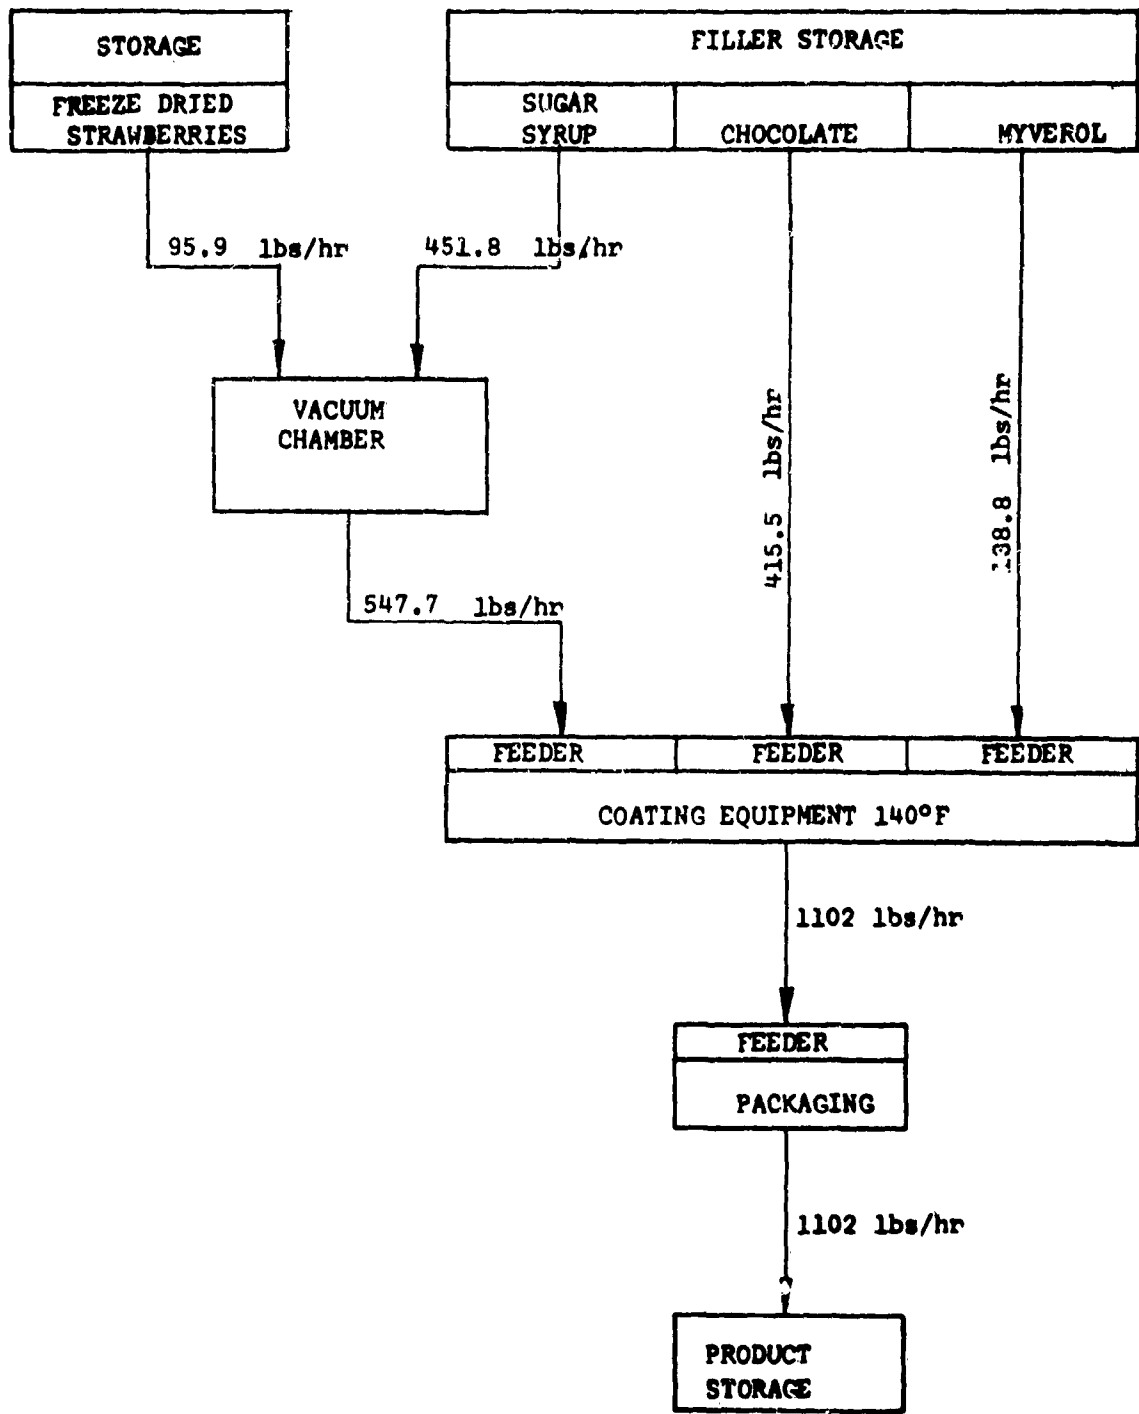 STORAGE
FREEZE DRIED
STRAWBERRIES
FILLER STORAGE
SUGAR
SYRUP
CHOCOLATE
MYVEROL
95.9 lbs/hr
451.8 lbs/hr
VACUUM
CHAMBER
415.5 lbs/hr
138.8 lbs/hr
547.7 lbs/hr
FEEDER
FEEDER
FEEDER
COATING EQUIPMENT 140°F
1102 lbs/hr
FEEDER
PACKAGING
1102 lbs/hr
PRODUCT
STORAGE